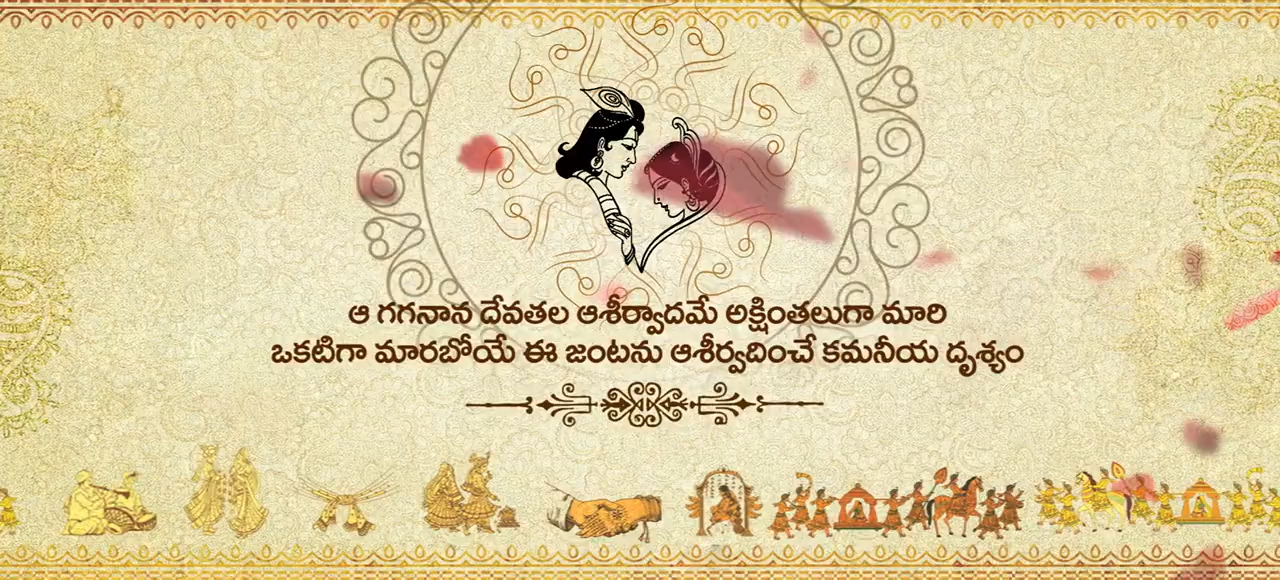 ఆ గగనాన దేవతల ఆశీర్వాదమే అక్షింతలుగా మారి
ఒకటిగా మారబోయే ఈ జంటను ఆశీర్వదించే కమనీయ దృశ్యం